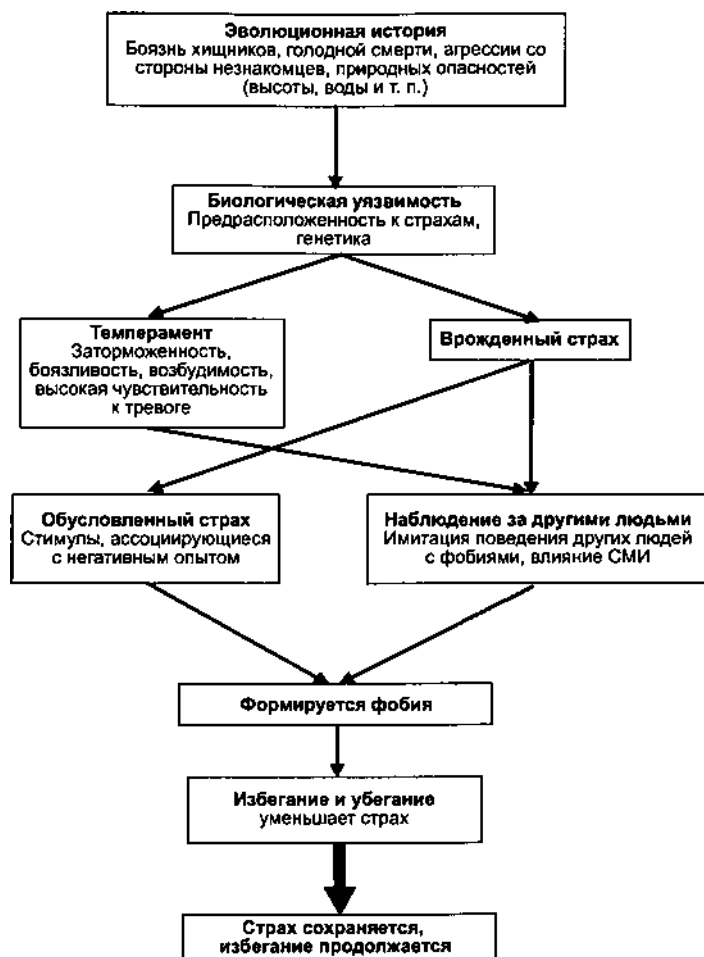 Эволюционная история
Боязнь хищников, голодной смерти, агрессии со
стороны незнакомцев, природных опасностей
(высоты, воды и т. п.)
Биологическая уязвимость
Предрасположенность к страхам,
генетика
Темперамент
Заторможенность,
боязливость, возбудимость,
высокая чувствительность
к тревоге
Врожденный страх
Обусловленный страх
Стимулы, ассоциирующиеся
с негативным опытом
Наблюдение за другими людьми
Имитация поведения других людей
с фобиями, влияние СМИ
Формируется фобия
Избегание и убегание
уменьшает страх
Страх сохраняется,
избегание продолжается